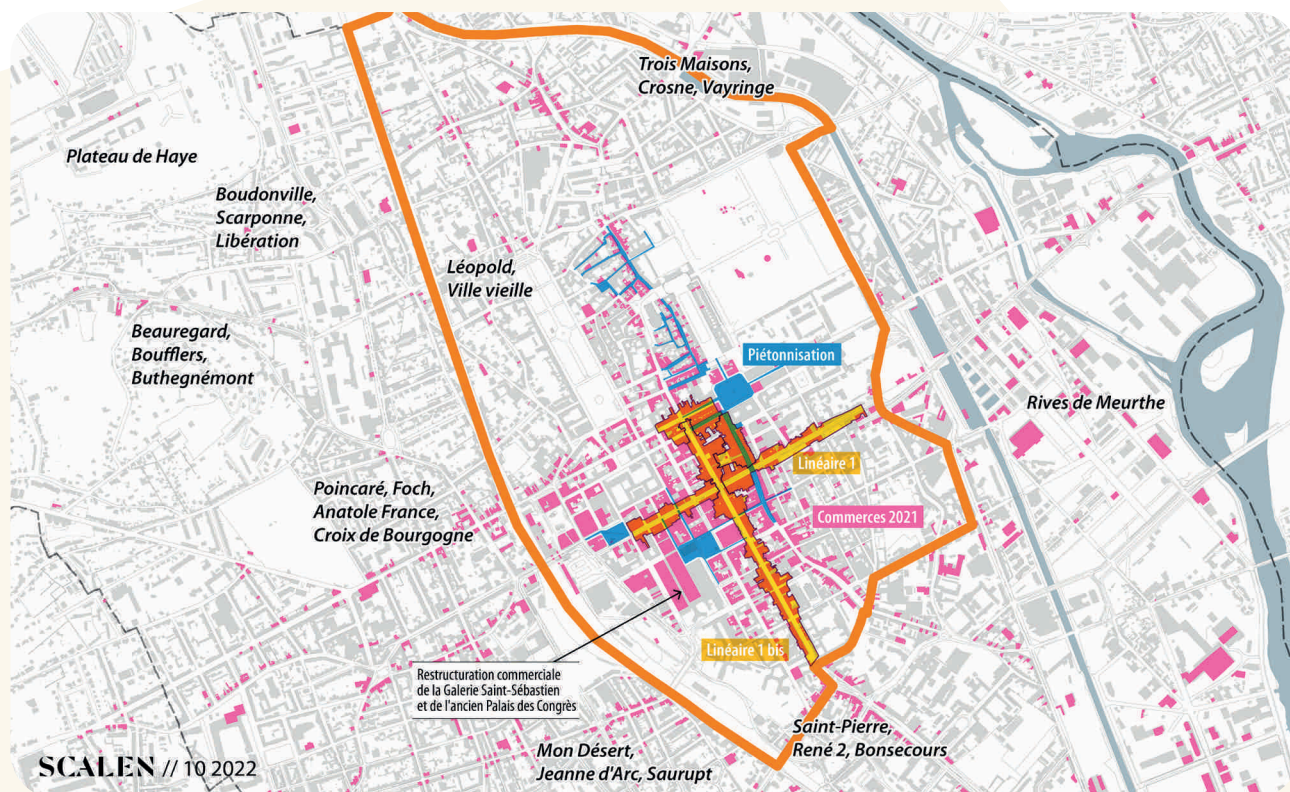 Trois Maisons,
Crosne, Vayringe
Plateau de Haye
Boudonville,
Scarponne,
Libération
Léopold,
Ville vieille
Beauregard,
Boufflers,
Buthegnémont
Piétonnisation
Rives de Meurthe
Linéaire 1
Poincaré, Foch,
Anatole France,
Croix de Bourgogne
Commerces 2021
Linéaire 1 bis
Restructuration commerciale
de la Galerie Saint-Sébastien
et de l'ancien Palais des Congrès
Saint-Pierre,
René 2, Bonsecours
Mon Désert,
Jeanne d'Arc, Saurupt
SCALEN // 10 2022